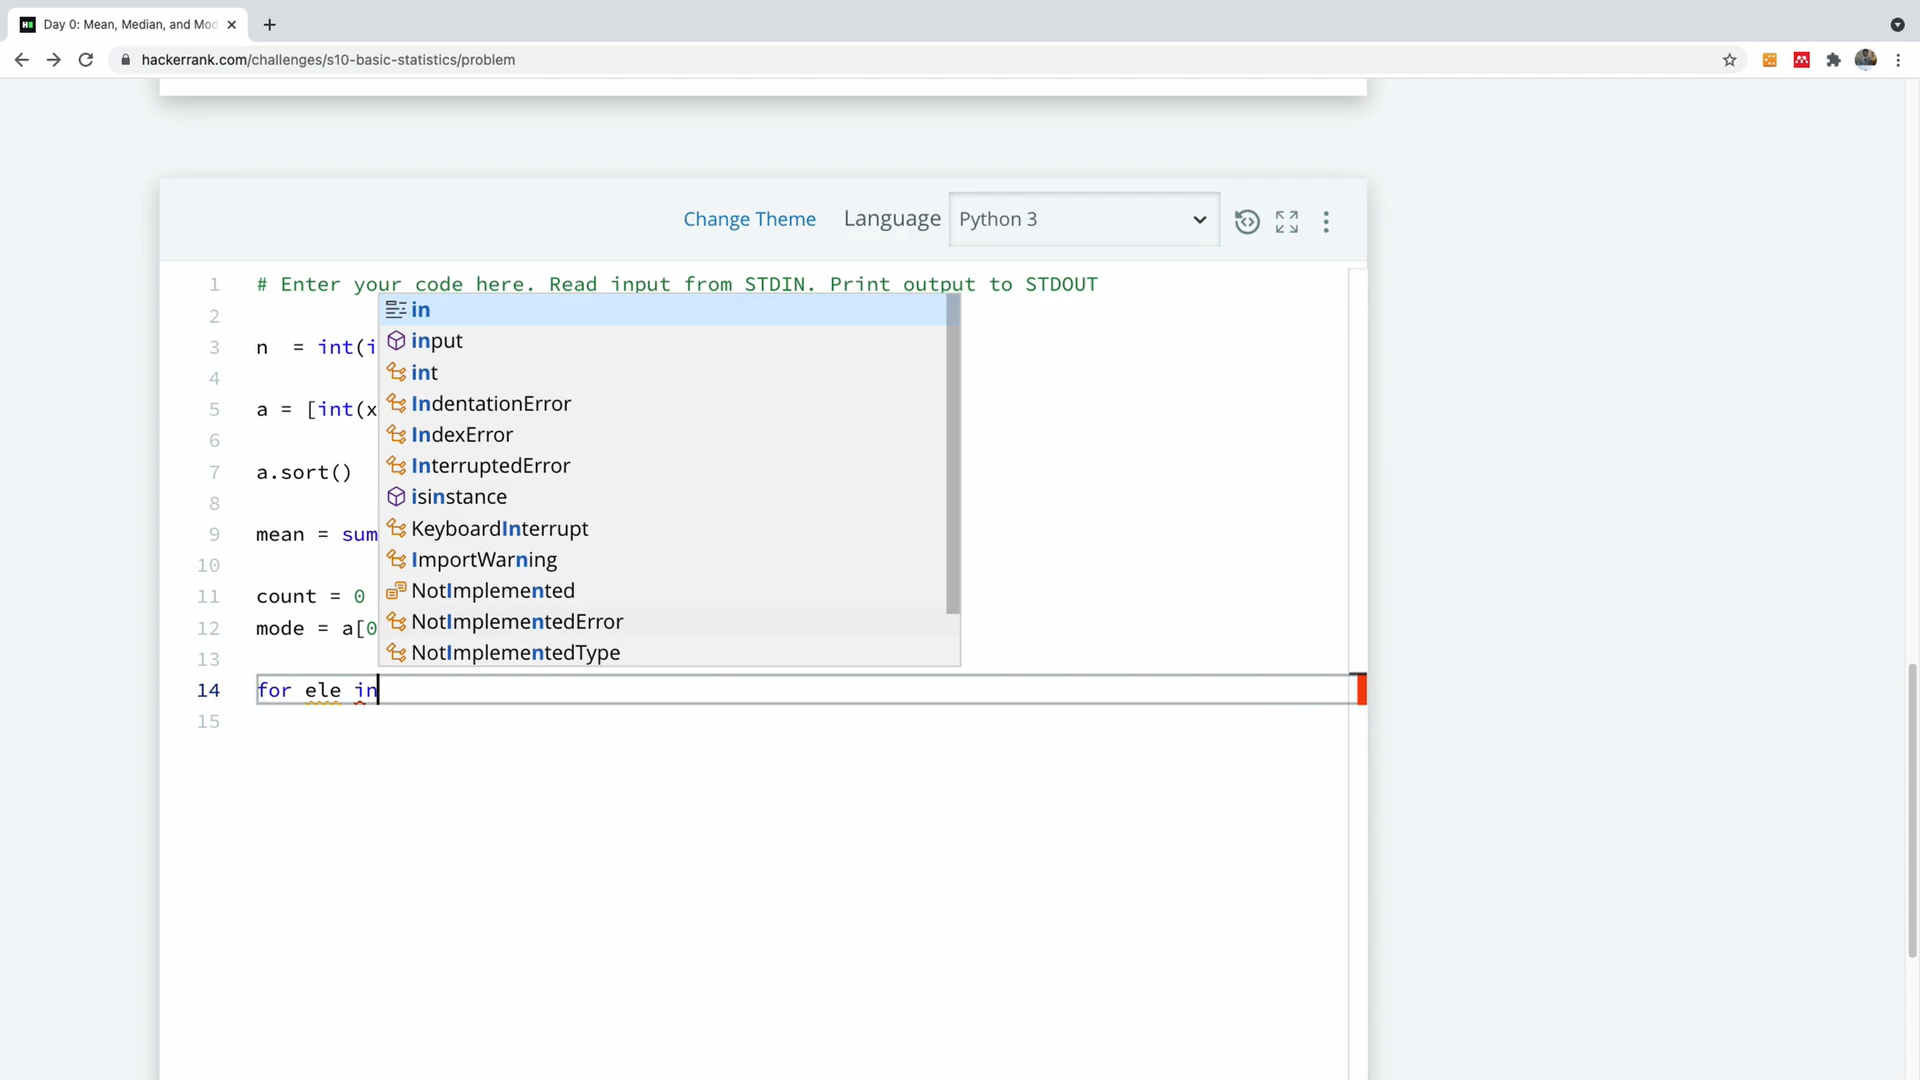 Day 0: Mean, Median, and Mod
hackerrank.com/challenges/s10-basic-statistics/problem
Change Theme Language Python 3
1 # Enter your code here. Read input from STDIN. Print output to STDOUT
2
3 n  = int(i
4
5 a = [int(x
6
7 a.sort()
8
9 mean = sum
10
11 count = 0
12 mode = a[0
13
14 for ele in
15
in
input
int
IndentationError
IndexError
InterruptedError
isinstance
KeyboardInterrupt
ImportWarning
NotImplemented
NotImplementedError
NotImplementedType